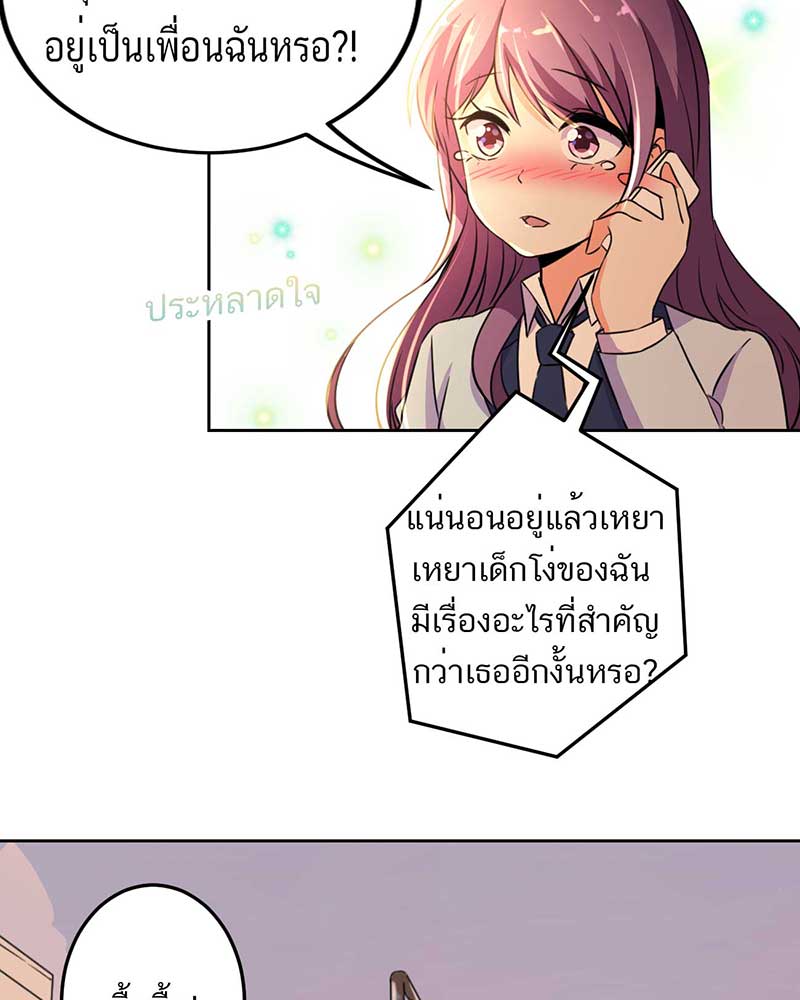 อยู่เป็นเพื่อนฉันหรอ?!
ประหลาดใจ
แน่นอนอยู่แล้วเหยา
เหยาเด็กโง่ของฉัน
มีเรื่องอะไรที่สำคัญ
กว่าเธออีกงั้นหรอ?